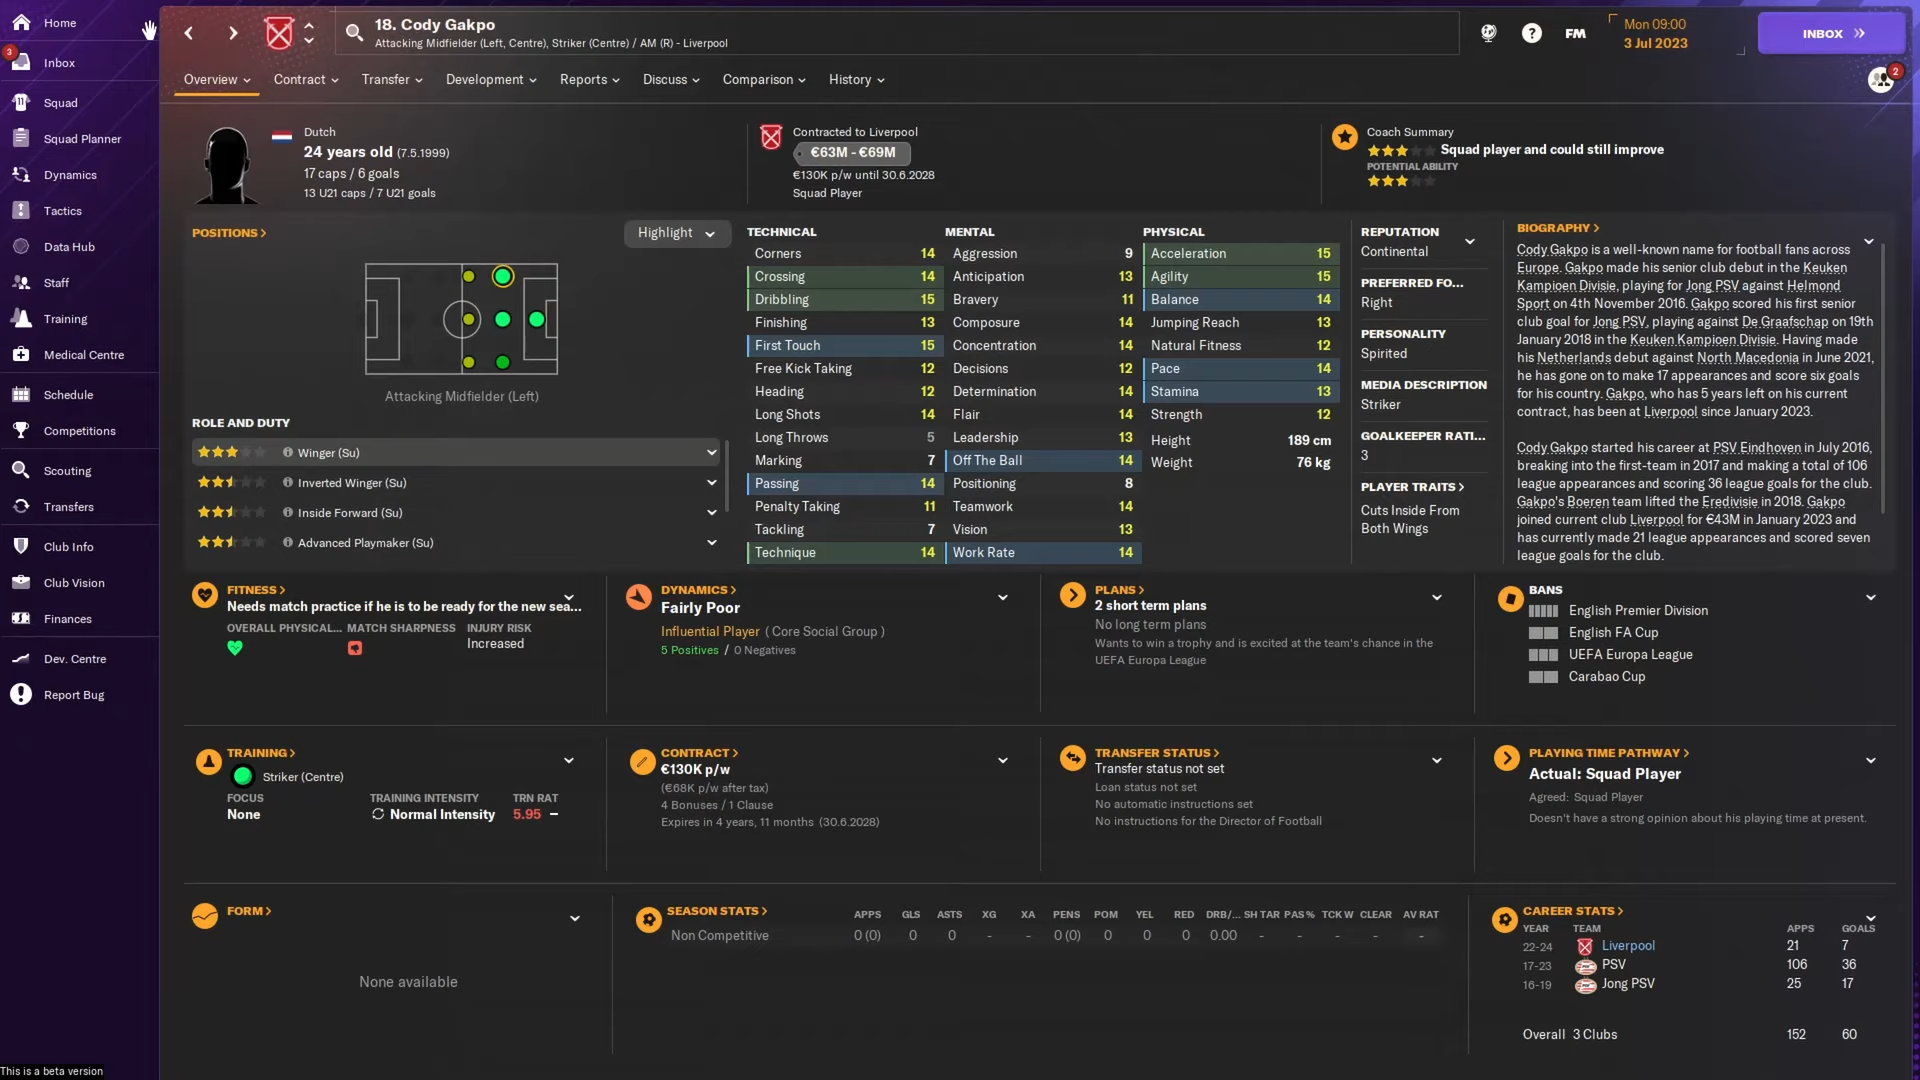 Home
3
Inbox
Squad
Squad Planner
Dynamics
Tactics
Data Hub
Staff
Training
Medical Centre
Schedule
Competitions
Scouting
Transfers
Club Info
Club Vision
Finances
Dev. Centre
Report Bug
This is a beta version
18. Cody Gakpo
Attacking Midfielder (Left, Centre), Striker (Centre) / AM (R) - Liverpool
FM
Mon 09:00
3 Jul 2023
INBOX
Overview Contract Transfer Development Reports Discuss Comparison History
2
Dutch
24 years old (7.5.1999)
17 caps / 6 goals
13 U21 caps / 7 U21 goals
Contracted to Liverpool
€63M - €69M
€130K p/w until 30.6.2028
Squad Player
Coach Summary
Squad player and could still improve
POTENTIAL ABILITY
POSITIONS
Highlight
Attacking Midfielder (Left)
ROLE AND DUTY
Winger (Su)
Inverted Winger (Su)
Inside Forward (Su)
Advanced Playmaker (Su)
TECHNICAL
Corners 14
Crossing 14
Dribbling 15
Finishing 13
First Touch 15
Free Kick Taking 12
Heading 12
Long Shots 14
Long Throws 5
Marking 7
Passing 14
Penalty Taking 11
Tackling 7
Technique 14
MENTAL
Aggression 9
Anticipation 13
Bravery 11
Composure 14
Concentration 14
Decisions 12
Determination 14
Flair 14
Leadership 13
Off The Ball 14
Positioning 8
Teamwork 14
Vision 13
Work Rate 14
PHYSICAL
Acceleration 15
Agility 15
Balance 14
Jumping Reach 13
Natural Fitness 12
Pace 14
Stamina 13
Strength 12
Height 189 cm
Weight 76 kg
REPUTATION
Continental
PREFERRED FO...
Right
PERSONALITY
Spirited
MEDIA DESCRIPTION
Striker
GOALKEEPER RATI...
3
PLAYER TRAITS
Cuts Inside From
Both Wings
BIOGRAPHY
Cody Gakpo is a well-known name for football fans across
Europe. Gakpo made his senior club debut in the Keuken
Kampioen Divisie, playing for Jong PSV against Helmond
Sport on 4th November 2016. Gakpo scored his first senior
club goal for Jong PSV, playing against De Graafschap on 19th
January 2018 in the Keuken Kampioen Divisie. Having made
his Netherlands debut against North Macedonia in June 2021,
he has gone on to make 17 appearances and score six goals
for his country. Gakpo, who has 5 years left on his current
contract, has been at Liverpool since January 2023.
Cody Gakpo started his career at PSV Eindhoven in July 2016,
breaking into the first-team in 2017 and making a total of 106
league appearances and scoring 36 league goals for the club.
Gakpo's Boeren team lifted the Eredivisie in 2018. Gakpo
joined current club Liverpool for €43M in January 2023 and
has currently made 21 league appearances and scored seven
league goals for the club.
FITNESS
Needs match practice if he is to be ready for the new sea...
OVERALL PHYSICAL... MATCH SHARPNESS INJURY RISK
Increased
DYNAMICS
Fairly Poor
Influential Player ( Core Social Group )
5 Positives / 0 Negatives
PLANS
2 short term plans
No long term plans
Wants to win a trophy and is excited at the team's chance in the
UEFA Europa League
BANS
English Premier Division
English FA Cup
UEFA Europa League
Carabao Cup
TRAINING
Striker (Centre)
FOCUS TRAINING INTENSITY TRN RAT
None Normal Intensity 5.95 –
CONTRACT
€130K p/w
(€68K p/w after tax)
4 Bonuses / 1 Clause
Expires in 4 years, 11 months (30.6.2028)
TRANSFER STATUS
Transfer status not set
Loan status not set
No automatic instructions set
No instructions for the Director of Football
PLAYING TIME PATHWAY
Actual: Squad Player
Agreed: Squad Player
Doesn't have a strong opinion about his playing time at present.
FORM
None available
SEASON STATS APPS GLS ASTS XG XA PENS POM YEL RED DRB/... SH TAR PAS % TCK W CLEAR AV RAT
Non Competitive 0 (0) 0 0 - - 0 (0) 0 0 0 0.00 - - - - -
CAREER STATS
YEAR TEAM APPS GOALS
22-24 Liverpool 21 7
17-23 PSV 106 36
16-19 Jong PSV 25 17
Overall 3 Clubs 152 60